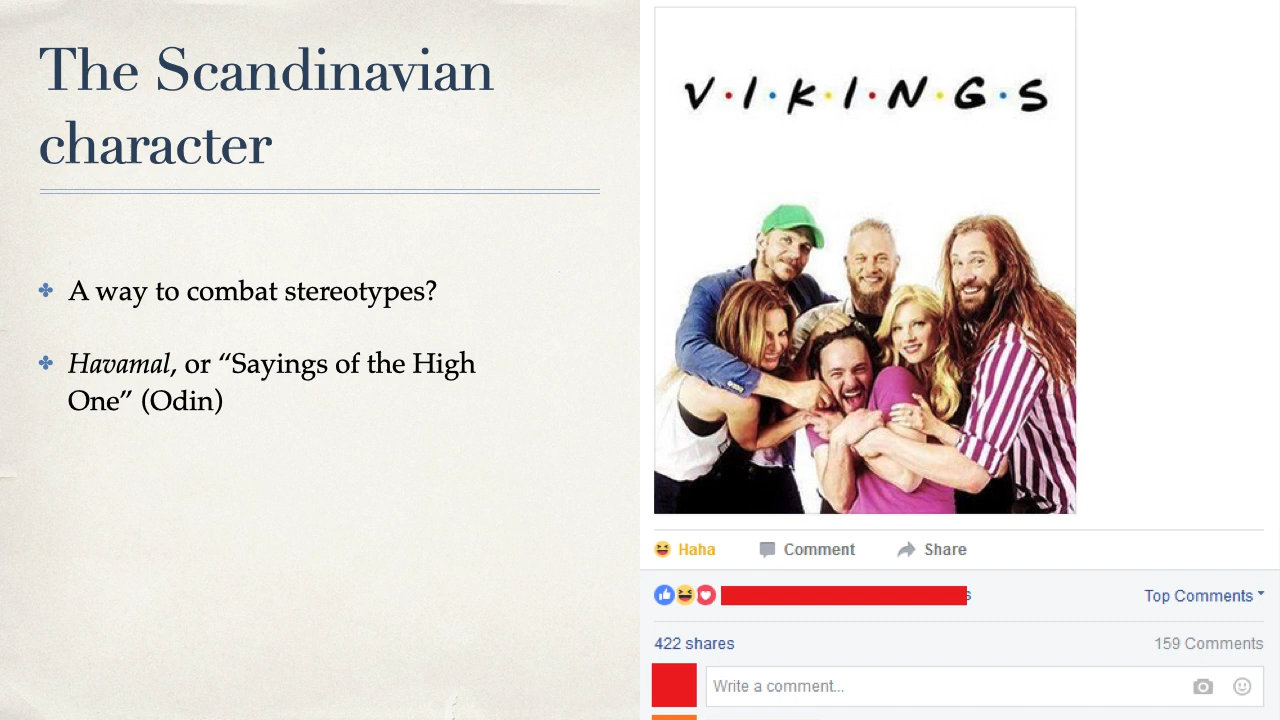 The Scandinavian
character
A way to combat stereotypes?
Havamal, or “Sayings of the High
One” (Odin)
V·I·K·I·N·G·S
Haha
Comment
Share
s
Top Comments
422 shares
159 Comments
Write a comment...